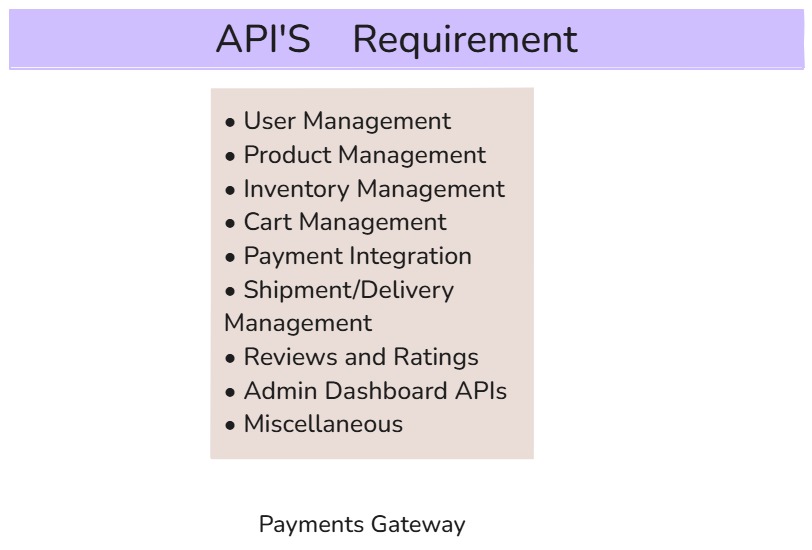 API'S Requirement
• User Management
• Product Management
• Inventory Management
• Cart Management
• Payment Integration
• Shipment/Delivery
Management
• Reviews and Ratings
• Admin Dashboard APIs
• Miscellaneous
Payments Gateway